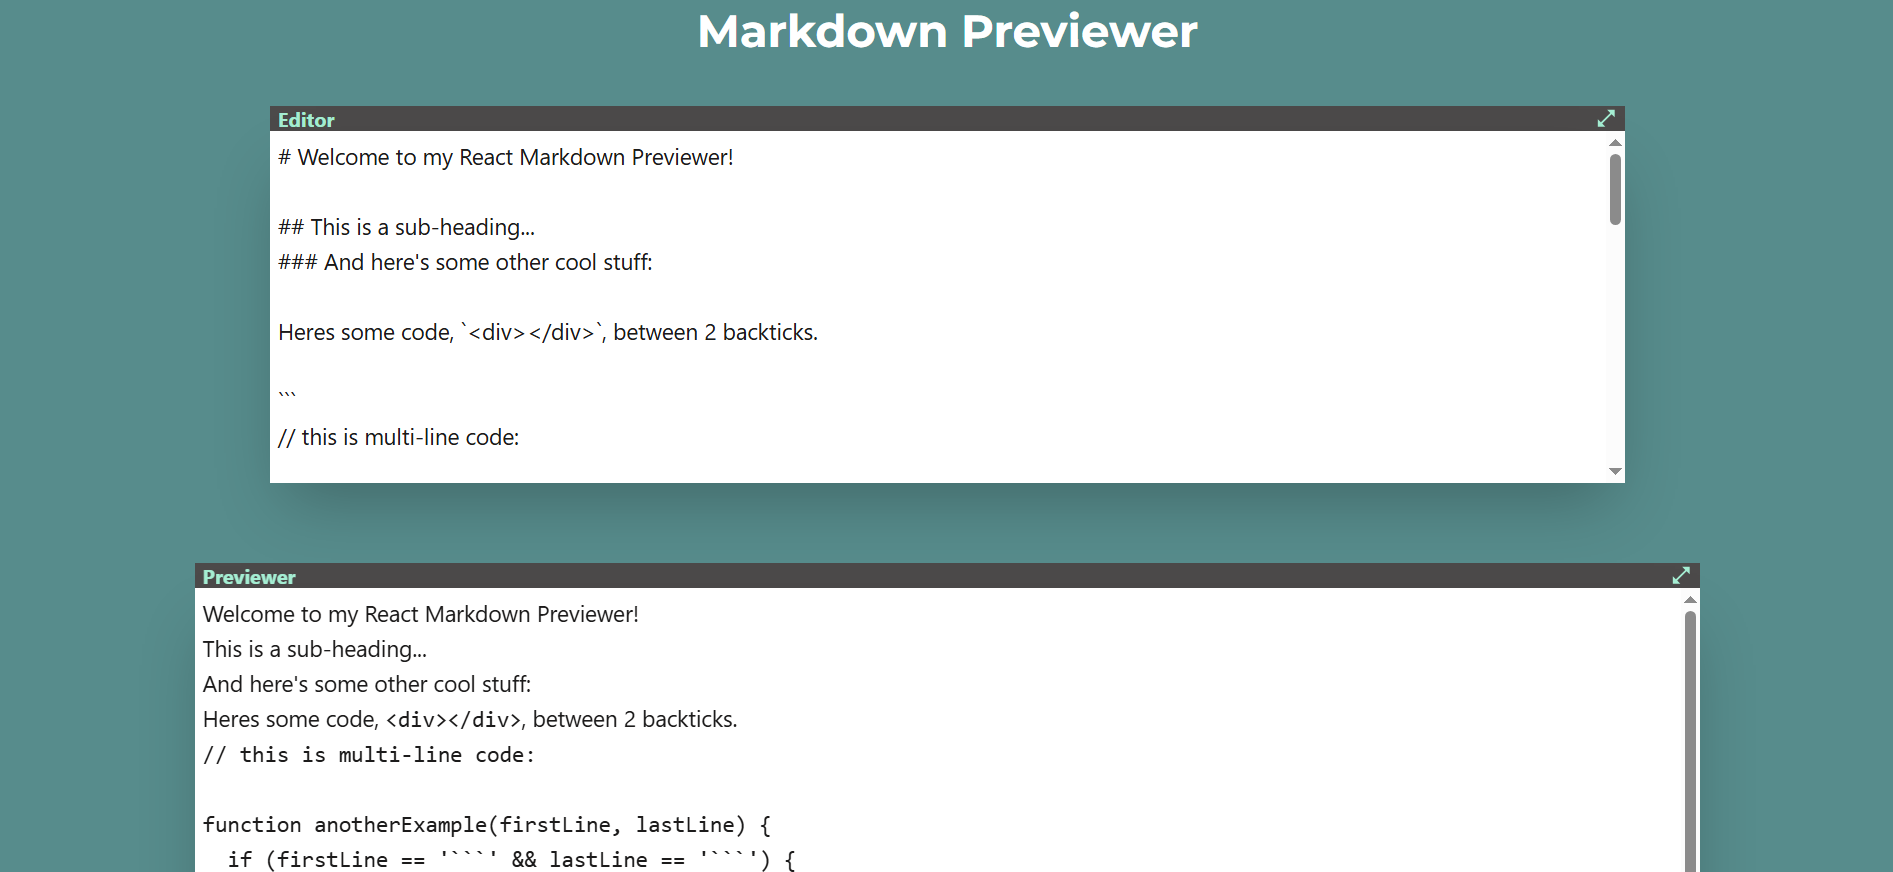 Markdown Previewer
Editor
# Welcome to my React Markdown Previewer!
## This is a sub-heading...
### And here's some other cool stuff:
Heres some code, `<div></div>`, between 2 backticks.
```
// this is multi-line code:
Previewer
Welcome to my React Markdown Previewer!
This is a sub-heading...
And here's some other cool stuff:
Heres some code, <div></div>, between 2 backticks.
// this is multi-line code:
function anotherExample(firstLine, lastLine) {
  if (firstLine == '```' && lastLine == '```') {